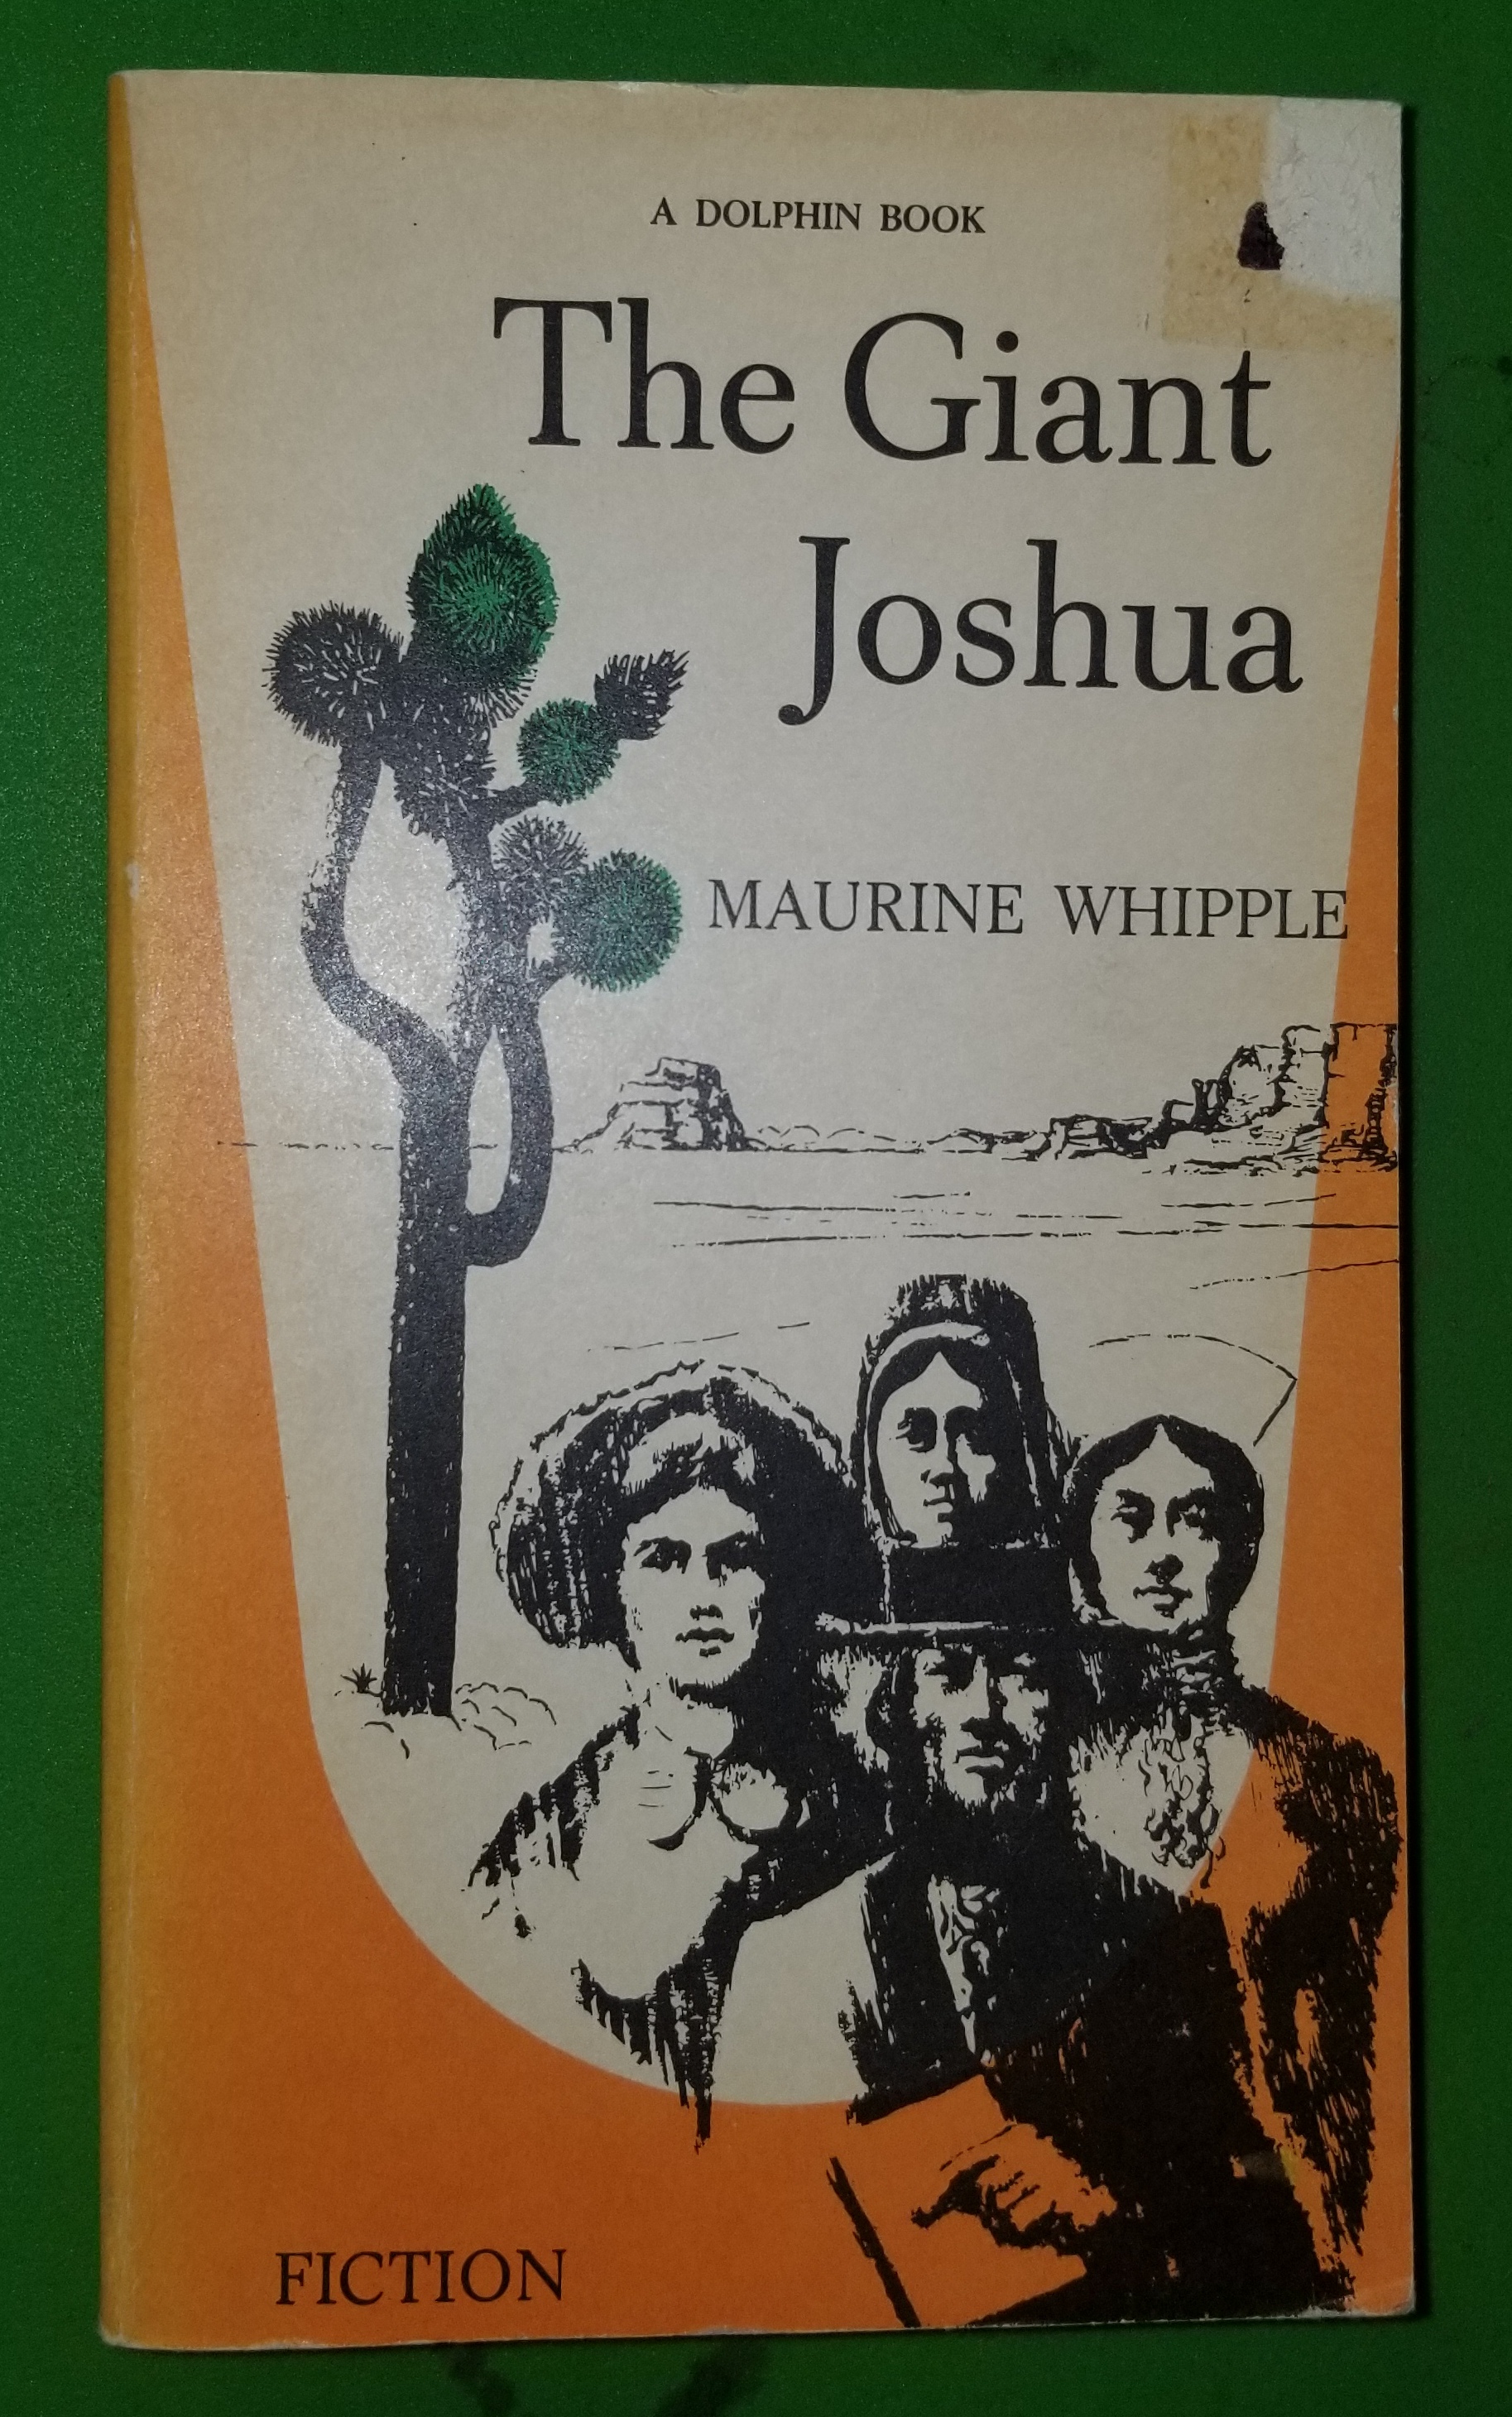 A DOLPHIN BOOK
The Giant
Joshua
MAURINE WHIPPLE
FICTION